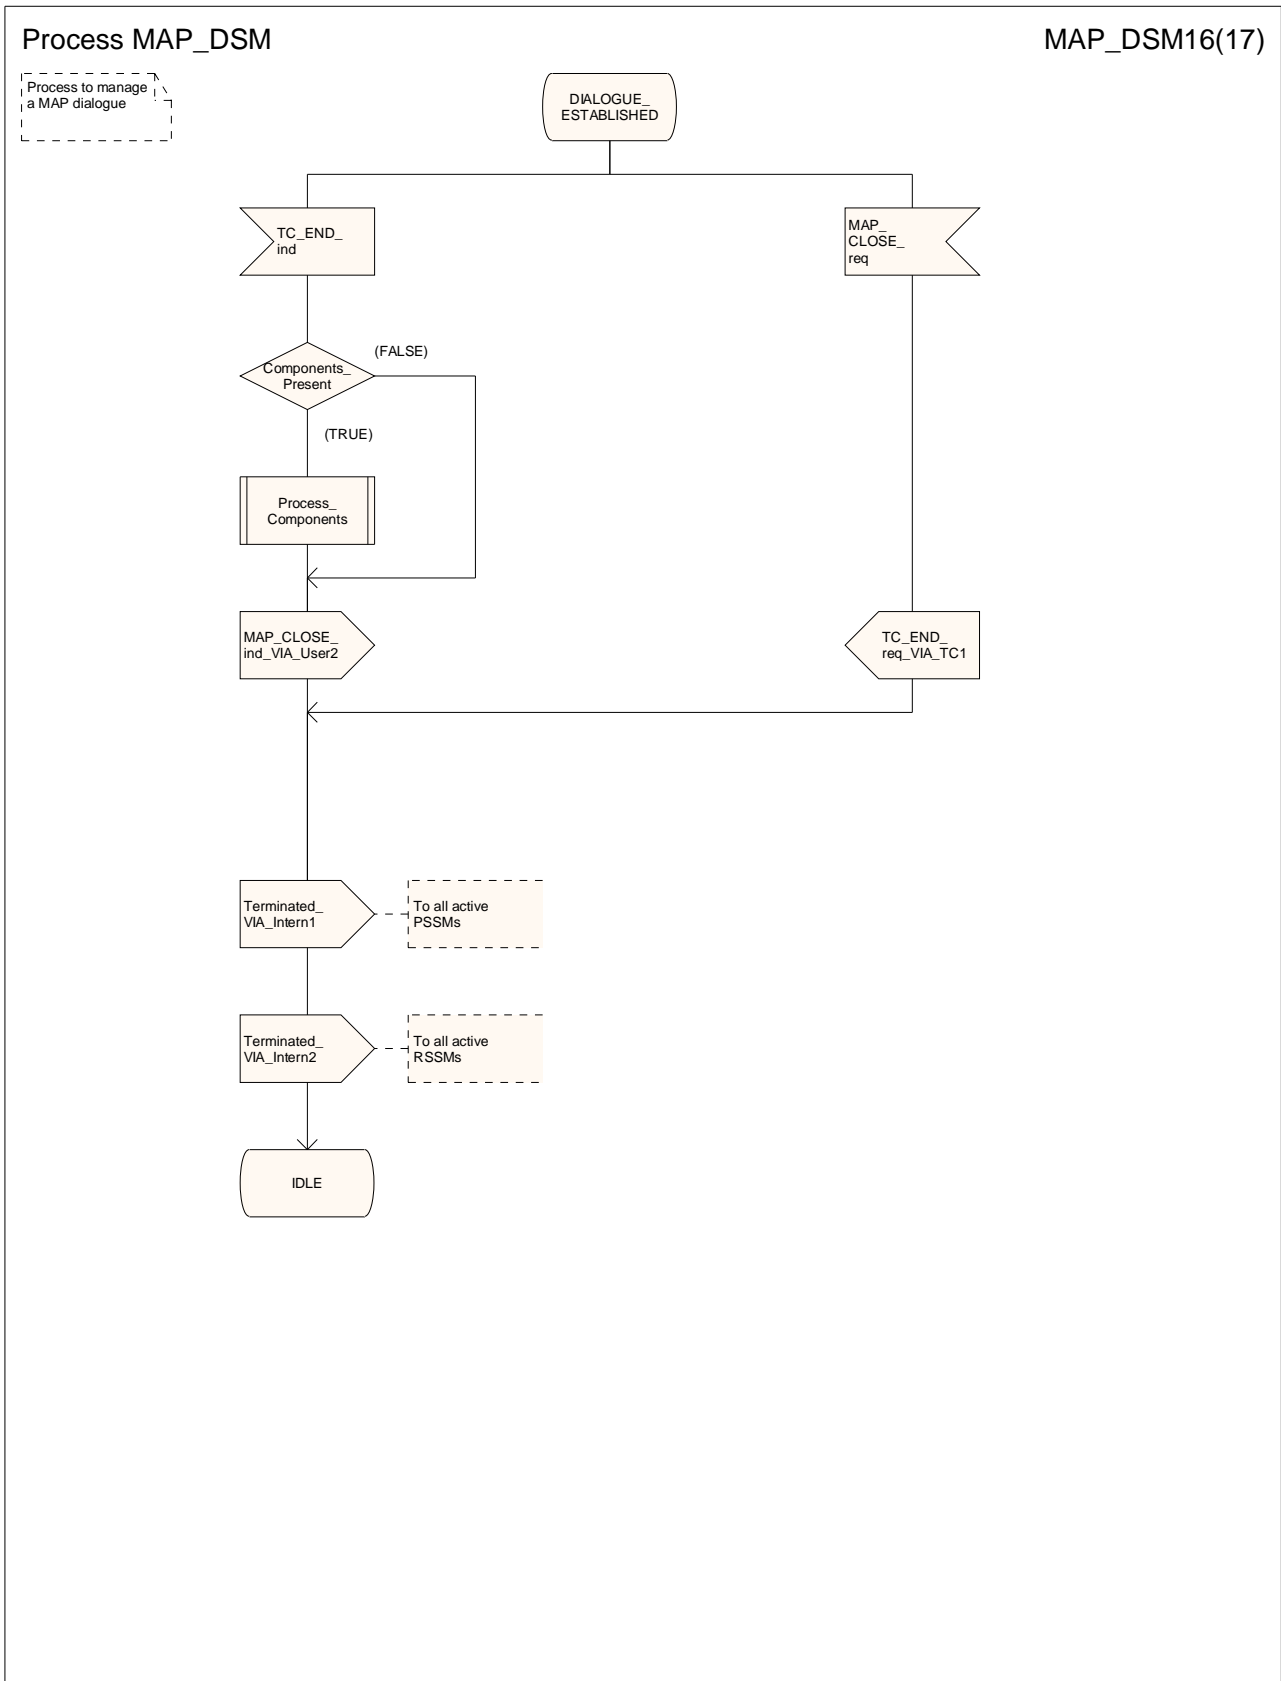 Process MAP_DSM
MAP_DSM16(17)
Process to manage
a MAP dialogue
DIALOGUE_
ESTABLISHED
TC_END_
ind
MAP_
CLOSE_
req
Components_
Present
(FALSE)
(TRUE)
Process_
Components
MAP_CLOSE_
ind_VIA_User2
TC_END_
req_VIA_TC1
Terminated_
VIA_Intern1
To all active
PSSMs
Terminated_
VIA_Intern2
To all active
RSSMs
IDLE